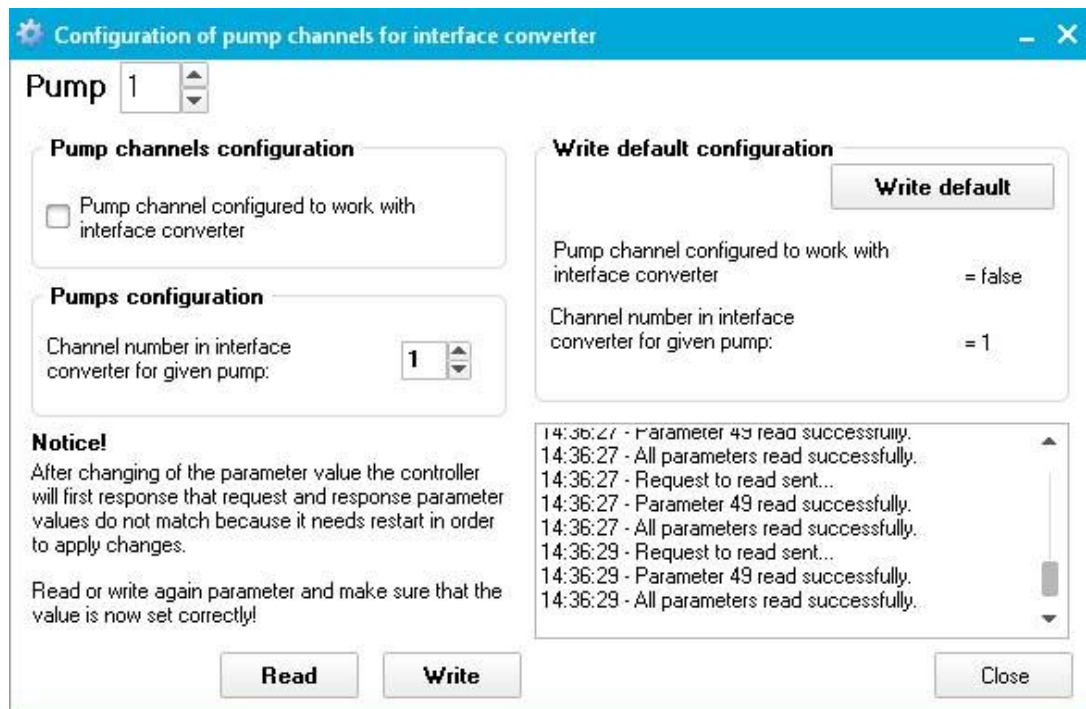 Configuration of pump channels for interface converter
Pump 1
Pump channels configuration
Pump channel configured to work with
interface converter
Pumps configuration
Channel number in interface
converter for given pump:
1
Notice!
After changing of the parameter value the controller
will first response that request and response parameter
values do not match because it needs restart in order
to apply changes.
Read or write again parameter and make sure that the
value is now set correctly!
Read
Write
Write default configuration
Write default
Pump channel configured to work with
interface converter = false
Channel number in interface
converter for given pump: = 1
14:36:27 - Parameter 49 read successfully.
14:36:27 - All parameters read successfully.
14:36:27 - Request to read sent...
14:36:27 - Parameter 49 read successfully.
14:36:27 - All parameters read successfully.
14:36:29 - Request to read sent...
14:36:29 - Parameter 49 read successfully.
14:36:29 - All parameters read successfully.
Close